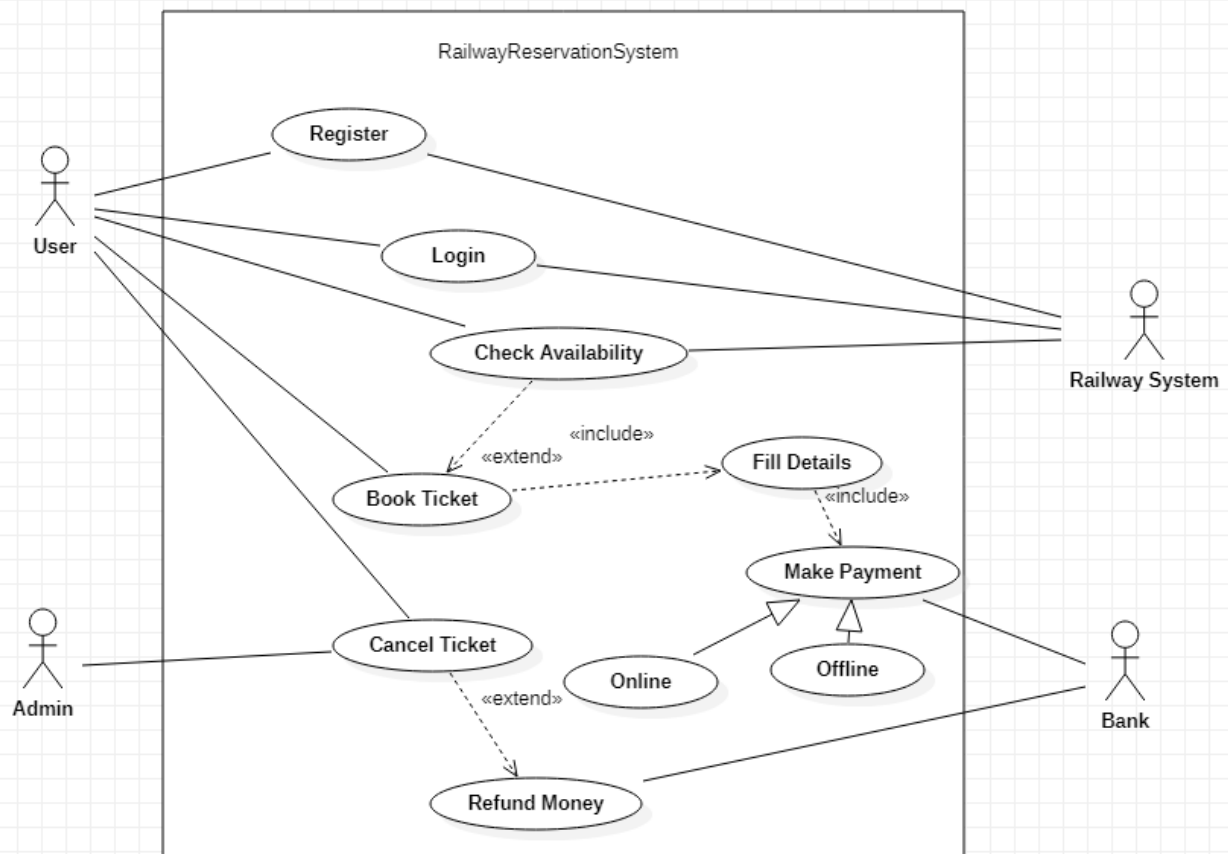 RailwayReservationSystem
Register
User
Login
Check Availability
Railway System
«include»
«extend»
Fill Details
Book Ticket
«include»
Make Payment
Cancel Ticket
Online
Offline
Admin
«extend»
Bank
Refund Money